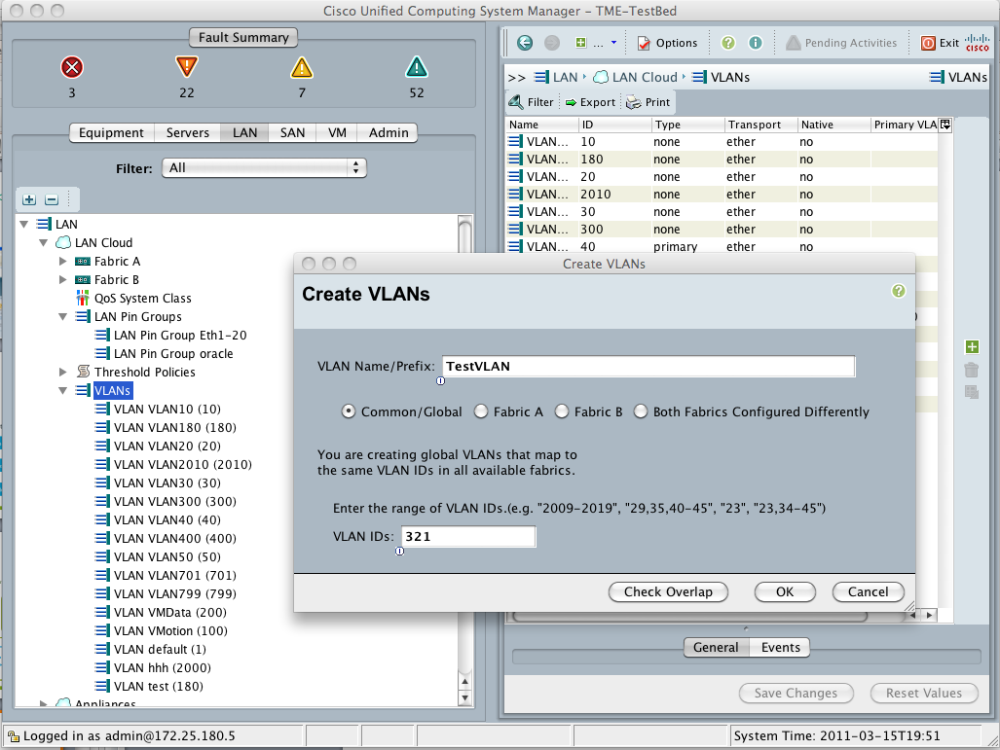 Cisco Unified Computing System Manager - TME-TestBed
Fault Summary
3 22 7 52
Equipment Servers LAN SAN VM Admin
Filter: All
LAN
LAN Cloud
Fabric A
Fabric B
QoS System Class
LAN Pin Groups
LAN Pin Group Eth1-20
LAN Pin Group oracle
Threshold Policies
VLANs
VLAN VLAN10 (10)
VLAN VLAN180 (180)
VLAN VLAN20 (20)
VLAN VLAN2010 (2010)
VLAN VLAN30 (30)
VLAN VLAN300 (300)
VLAN VLAN40 (40)
VLAN VLAN400 (400)
VLAN VLAN50 (50)
VLAN VLAN701 (701)
VLAN VLAN799 (799)
VLAN VMData (200)
VLAN VMotion (100)
VLAN default (1)
VLAN hhh (2000)
VLAN test (180)
Appliances
... Options ? i Pending Activities Exit cisco
>> LAN LAN Cloud VLANs VLANs
Filter Export Print
Name ID Type Transport Native Primary VLA
VLAN... 10 none ether no
VLAN... 180 none ether no
VLAN... 20 none ether no
VLAN... 2010 none ether no
VLAN... 30 none ether no
VLAN... 300 none ether no
VLAN... 40 primary ether no
)
Create VLANs
Create VLANs ?
VLAN Name/Prefix: TestVLAN
Common/Global Fabric A Fabric B Both Fabrics Configured Differently
You are creating global VLANs that map to
the same VLAN IDs in all available fabrics.
Enter the range of VLAN IDs.(e.g. "2009-2019", "29,35,40-45", "23", "23,34-45")
VLAN IDs: 321
Check Overlap OK Cancel
General Events
Save Changes Reset Values
Logged in as admin@172.25.180.5 System Time: 2011-03-15T19:51